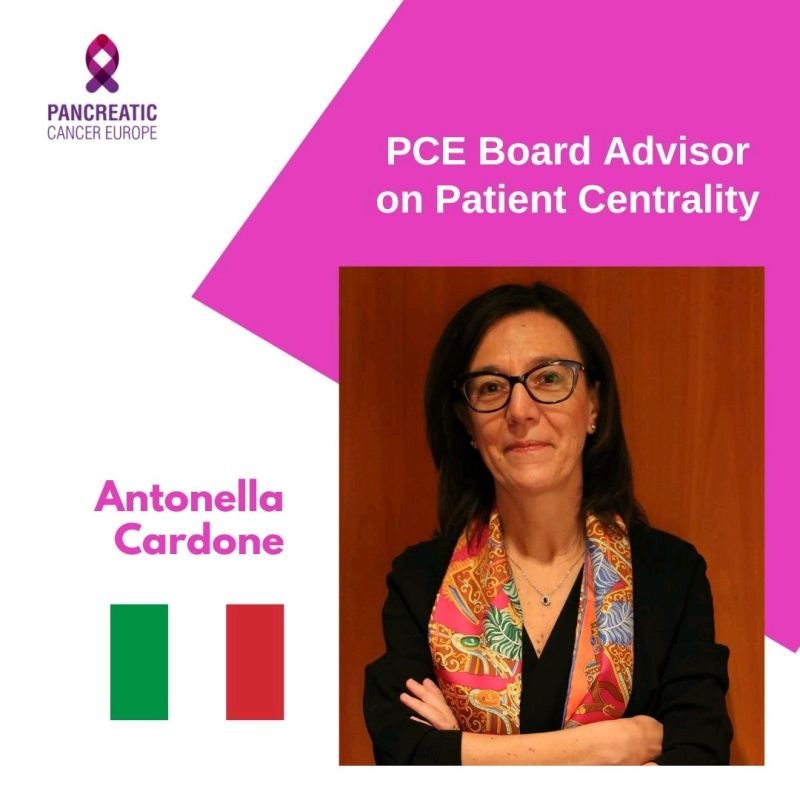 PANCREATIC
CANCER EUROPE
PCE Board Advisor
on Patient Centrality
Antonella
Cardone